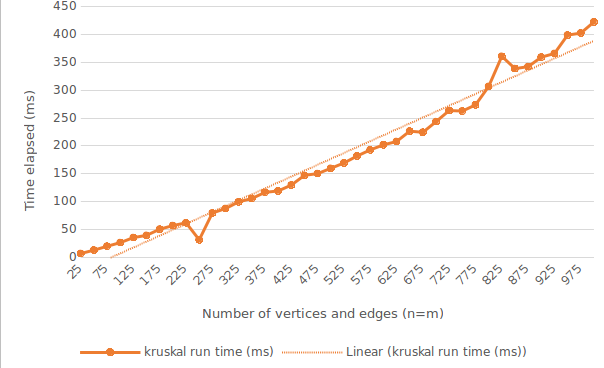 450
400
350
300
250
200
150
100
50
0
Time elapsed (ms)
25 75 125 175 225 275 325 375 425 475 525 575 625 675 725 775 825 875 925 975
Number of vertices and edges (n=m)
kruskal run time (ms) Linear (kruskal run time (ms))